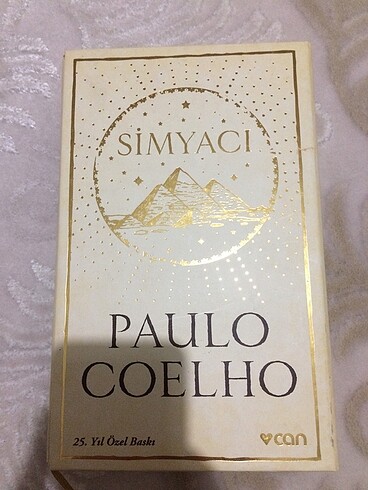 SİMYACI
PAULO
COELHO
25. Yıl Özel Baskı
can